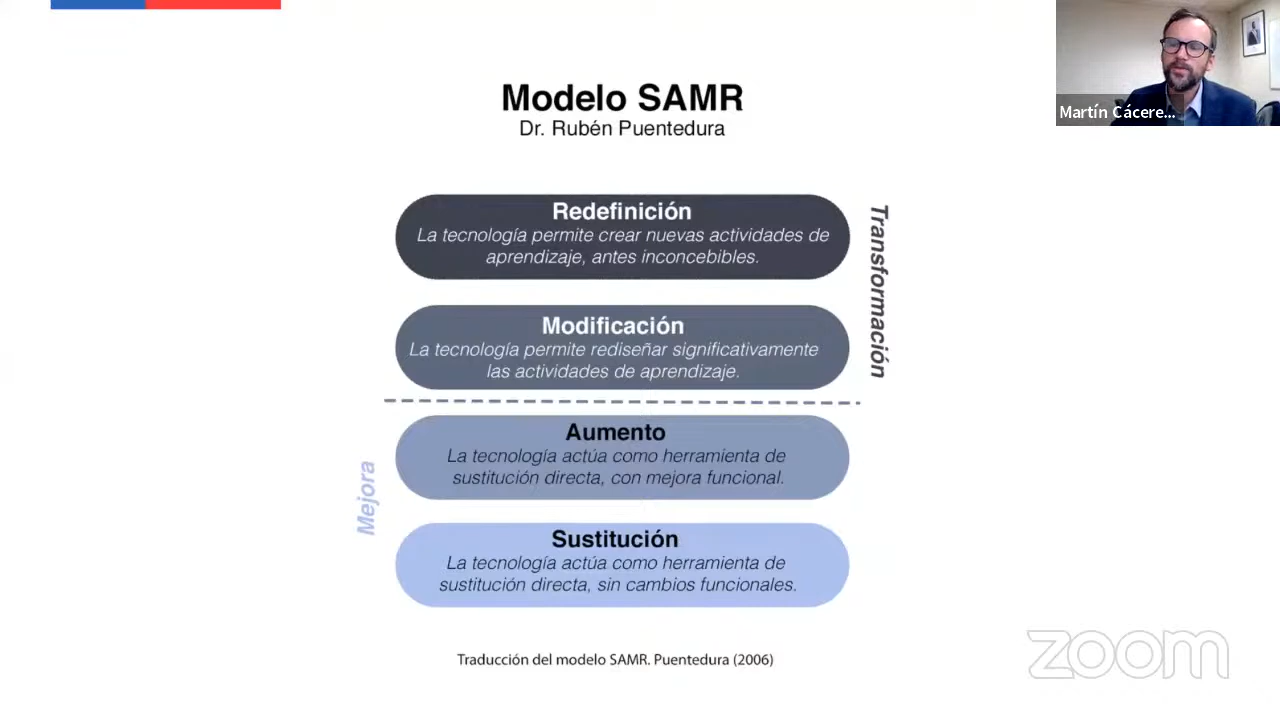 Modelo SAMR
Dr. Rubén Puentedura
Martín Cácere...
Redefinición
La tecnología permite crear nuevas actividades de
aprendizaje, antes inconcebibles.
Modificación
La tecnología permite rediseñar significativamente
las actividades de aprendizaje.
Transformación
Aumento
La tecnología actúa como herramienta de
sustitución directa, con mejora funcional.
Sustitución
La tecnología actúa como herramienta de
sustitución directa, sin cambios funcionales.
Mejora
Traducción del modelo SAMR. Puentedura (2006)
zoom